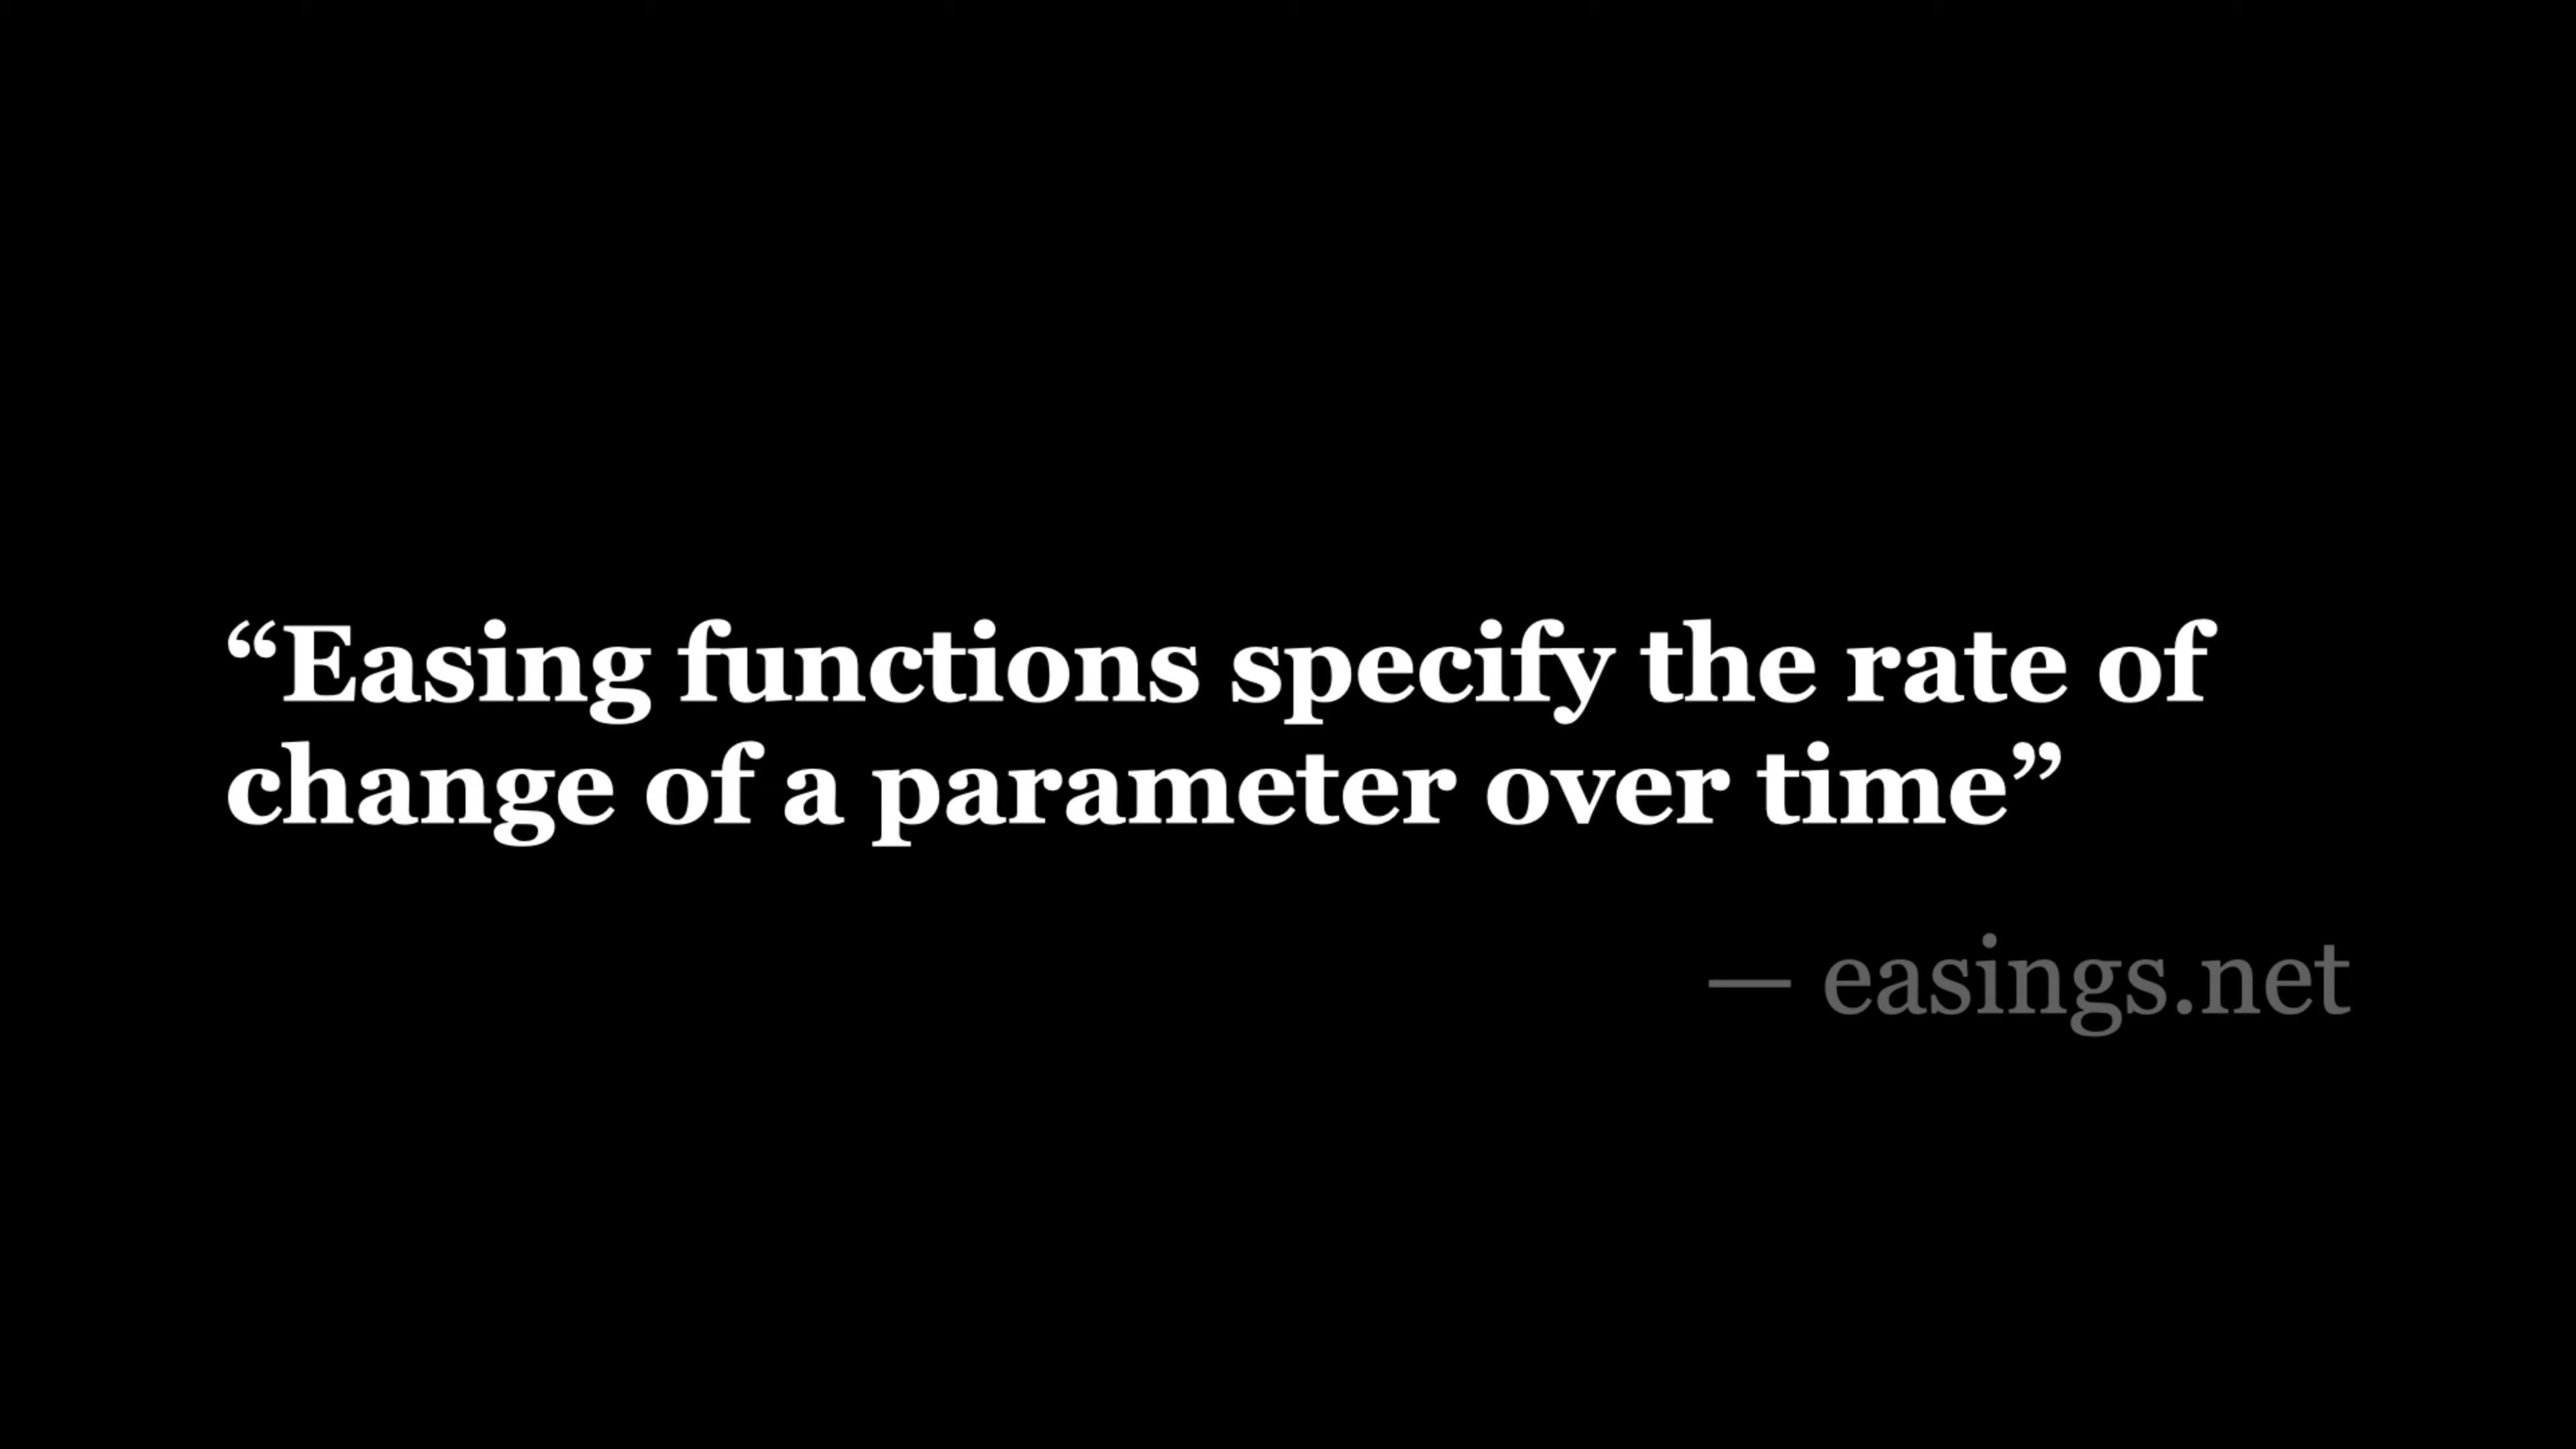 “Easing functions specify the rate of
change of a parameter over time”
— easings.net